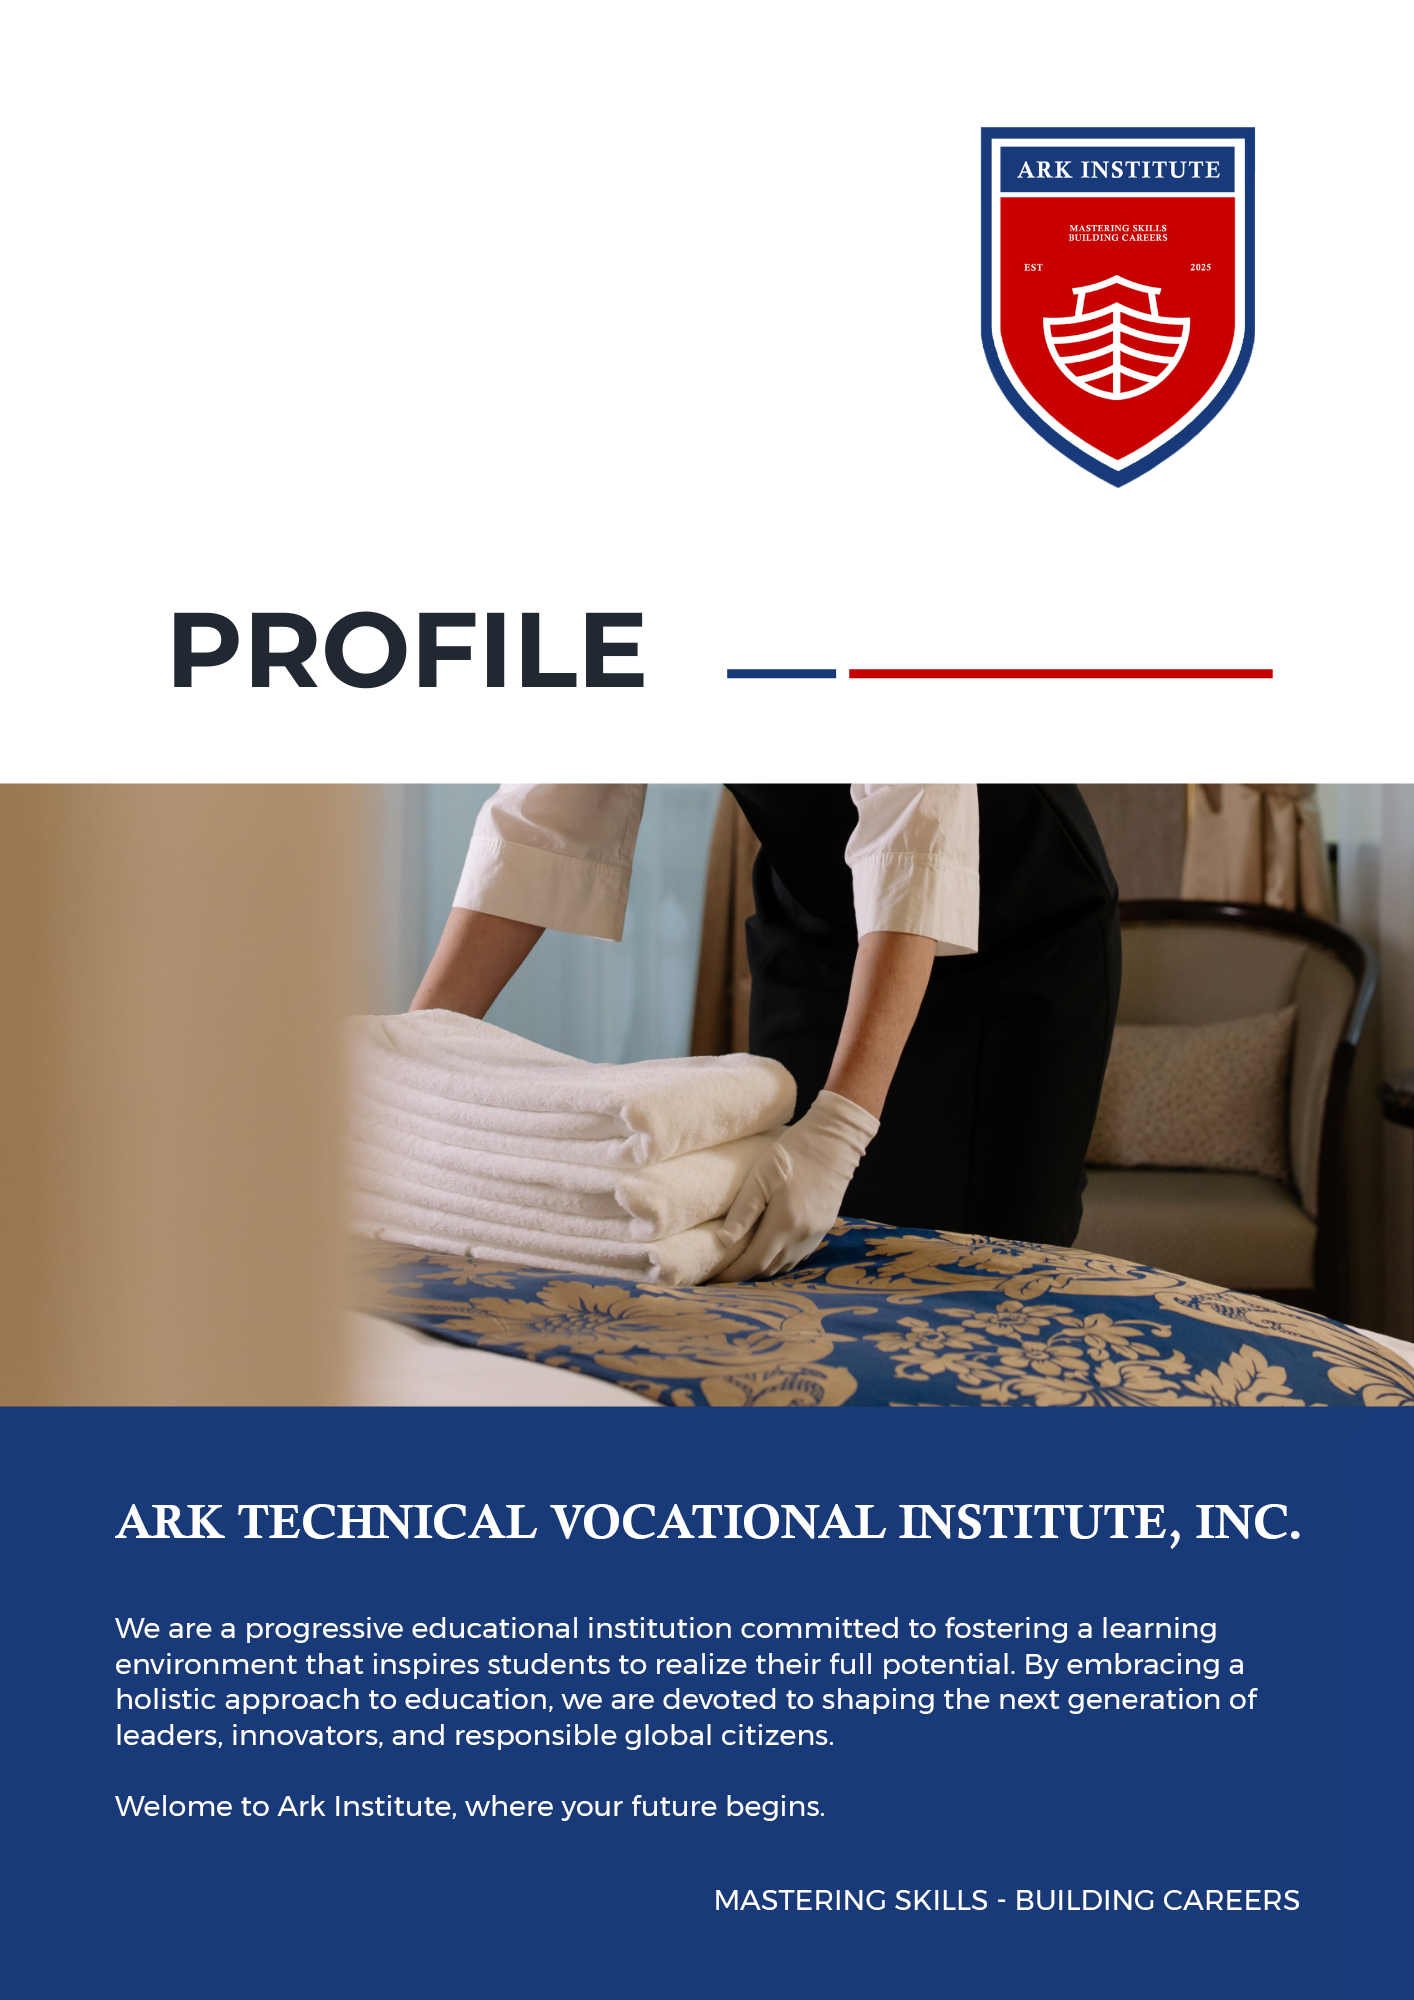 ARK INSTITUTE
MASTERING SKILLS
BUILDING CAREERS
EST 2025
PROFILE
ARK TECHNICAL VOCATIONAL INSTITUTE, INC.
We are a progressive educational institution committed to fostering a learning
environment that inspires students to realize their full potential. By embracing a
holistic approach to education, we are devoted to shaping the next generation of
leaders, innovators, and responsible global citizens.
Welome to Ark Institute, where your future begins.
MASTERING SKILLS - BUILDING CAREERS